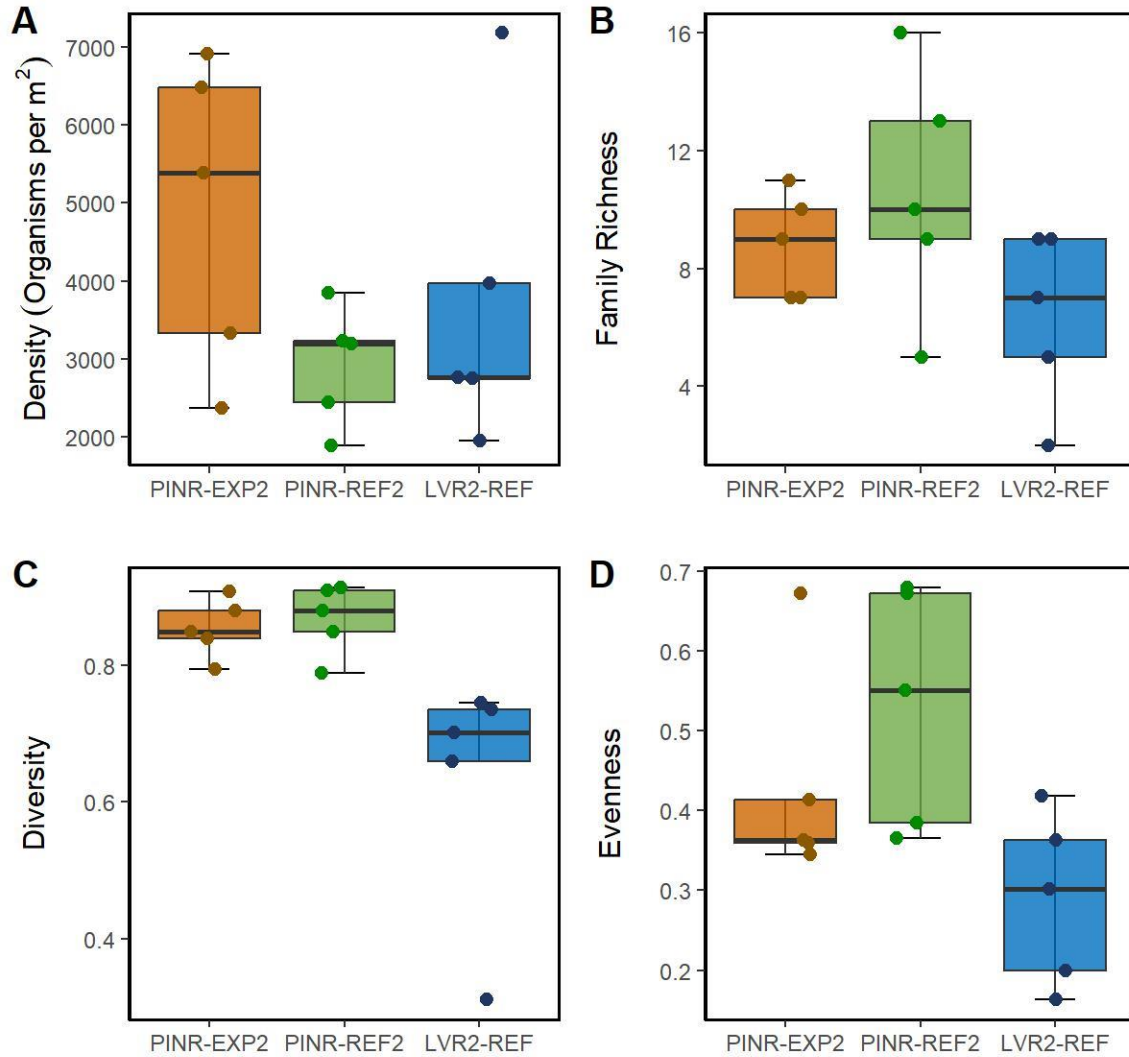 A
Density (Organisms per m²)
7000
6000
5000
4000
3000
2000
PINR-EXP2 PINR-REF2 LVR2-REF
B
Family Richness
16
12
8
4
PINR-EXP2 PINR-REF2 LVR2-REF
C
Diversity
0.8
0.6
0.4
PINR-EXP2 PINR-REF2 LVR2-REF
D
Evenness
0.7
0.6
0.5
0.4
0.3
0.2
PINR-EXP2 PINR-REF2 LVR2-REF